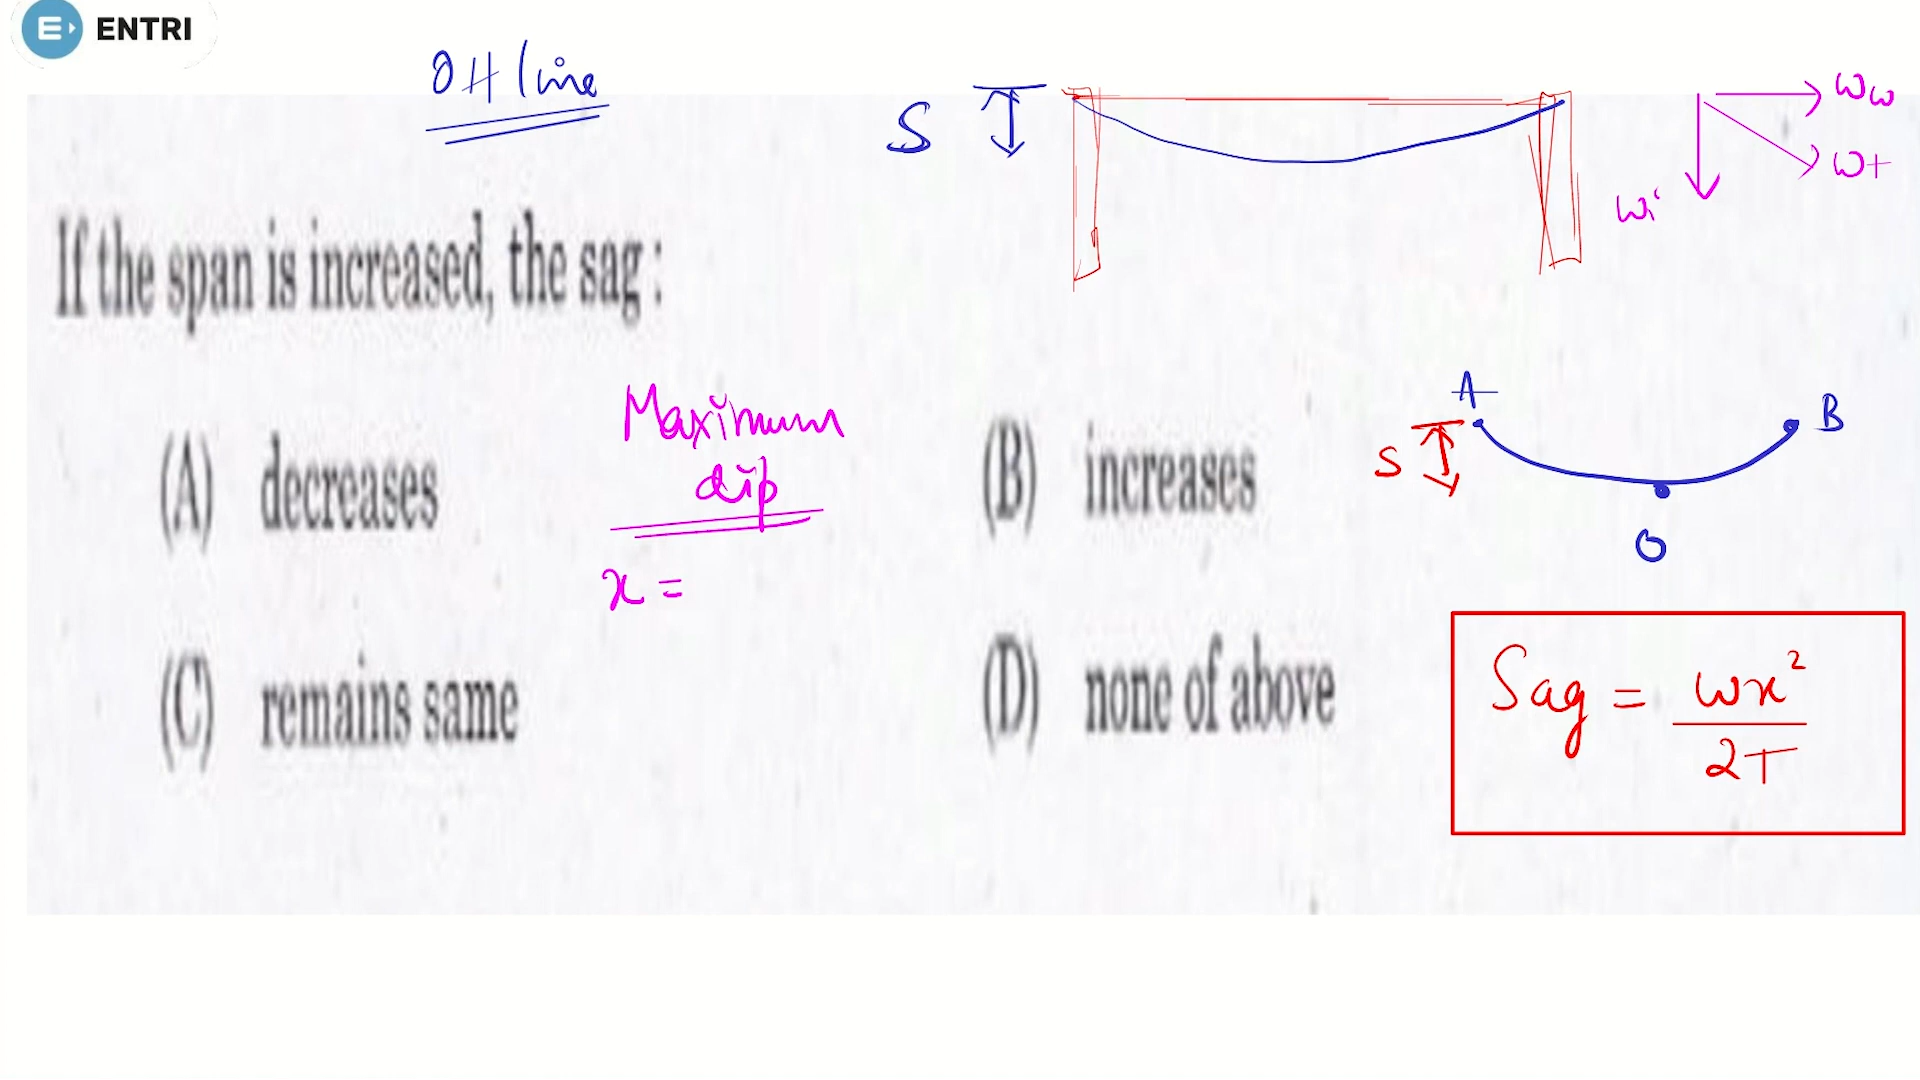 ENTRI
OH line
S
Ww
Wt
Wi
If the span is increased, the sag :
A
B
S
O
Maximum
dip
x =
(A) decreases
(B) increases
(C) remains same
(D) none of above
Sag = wx²
2T